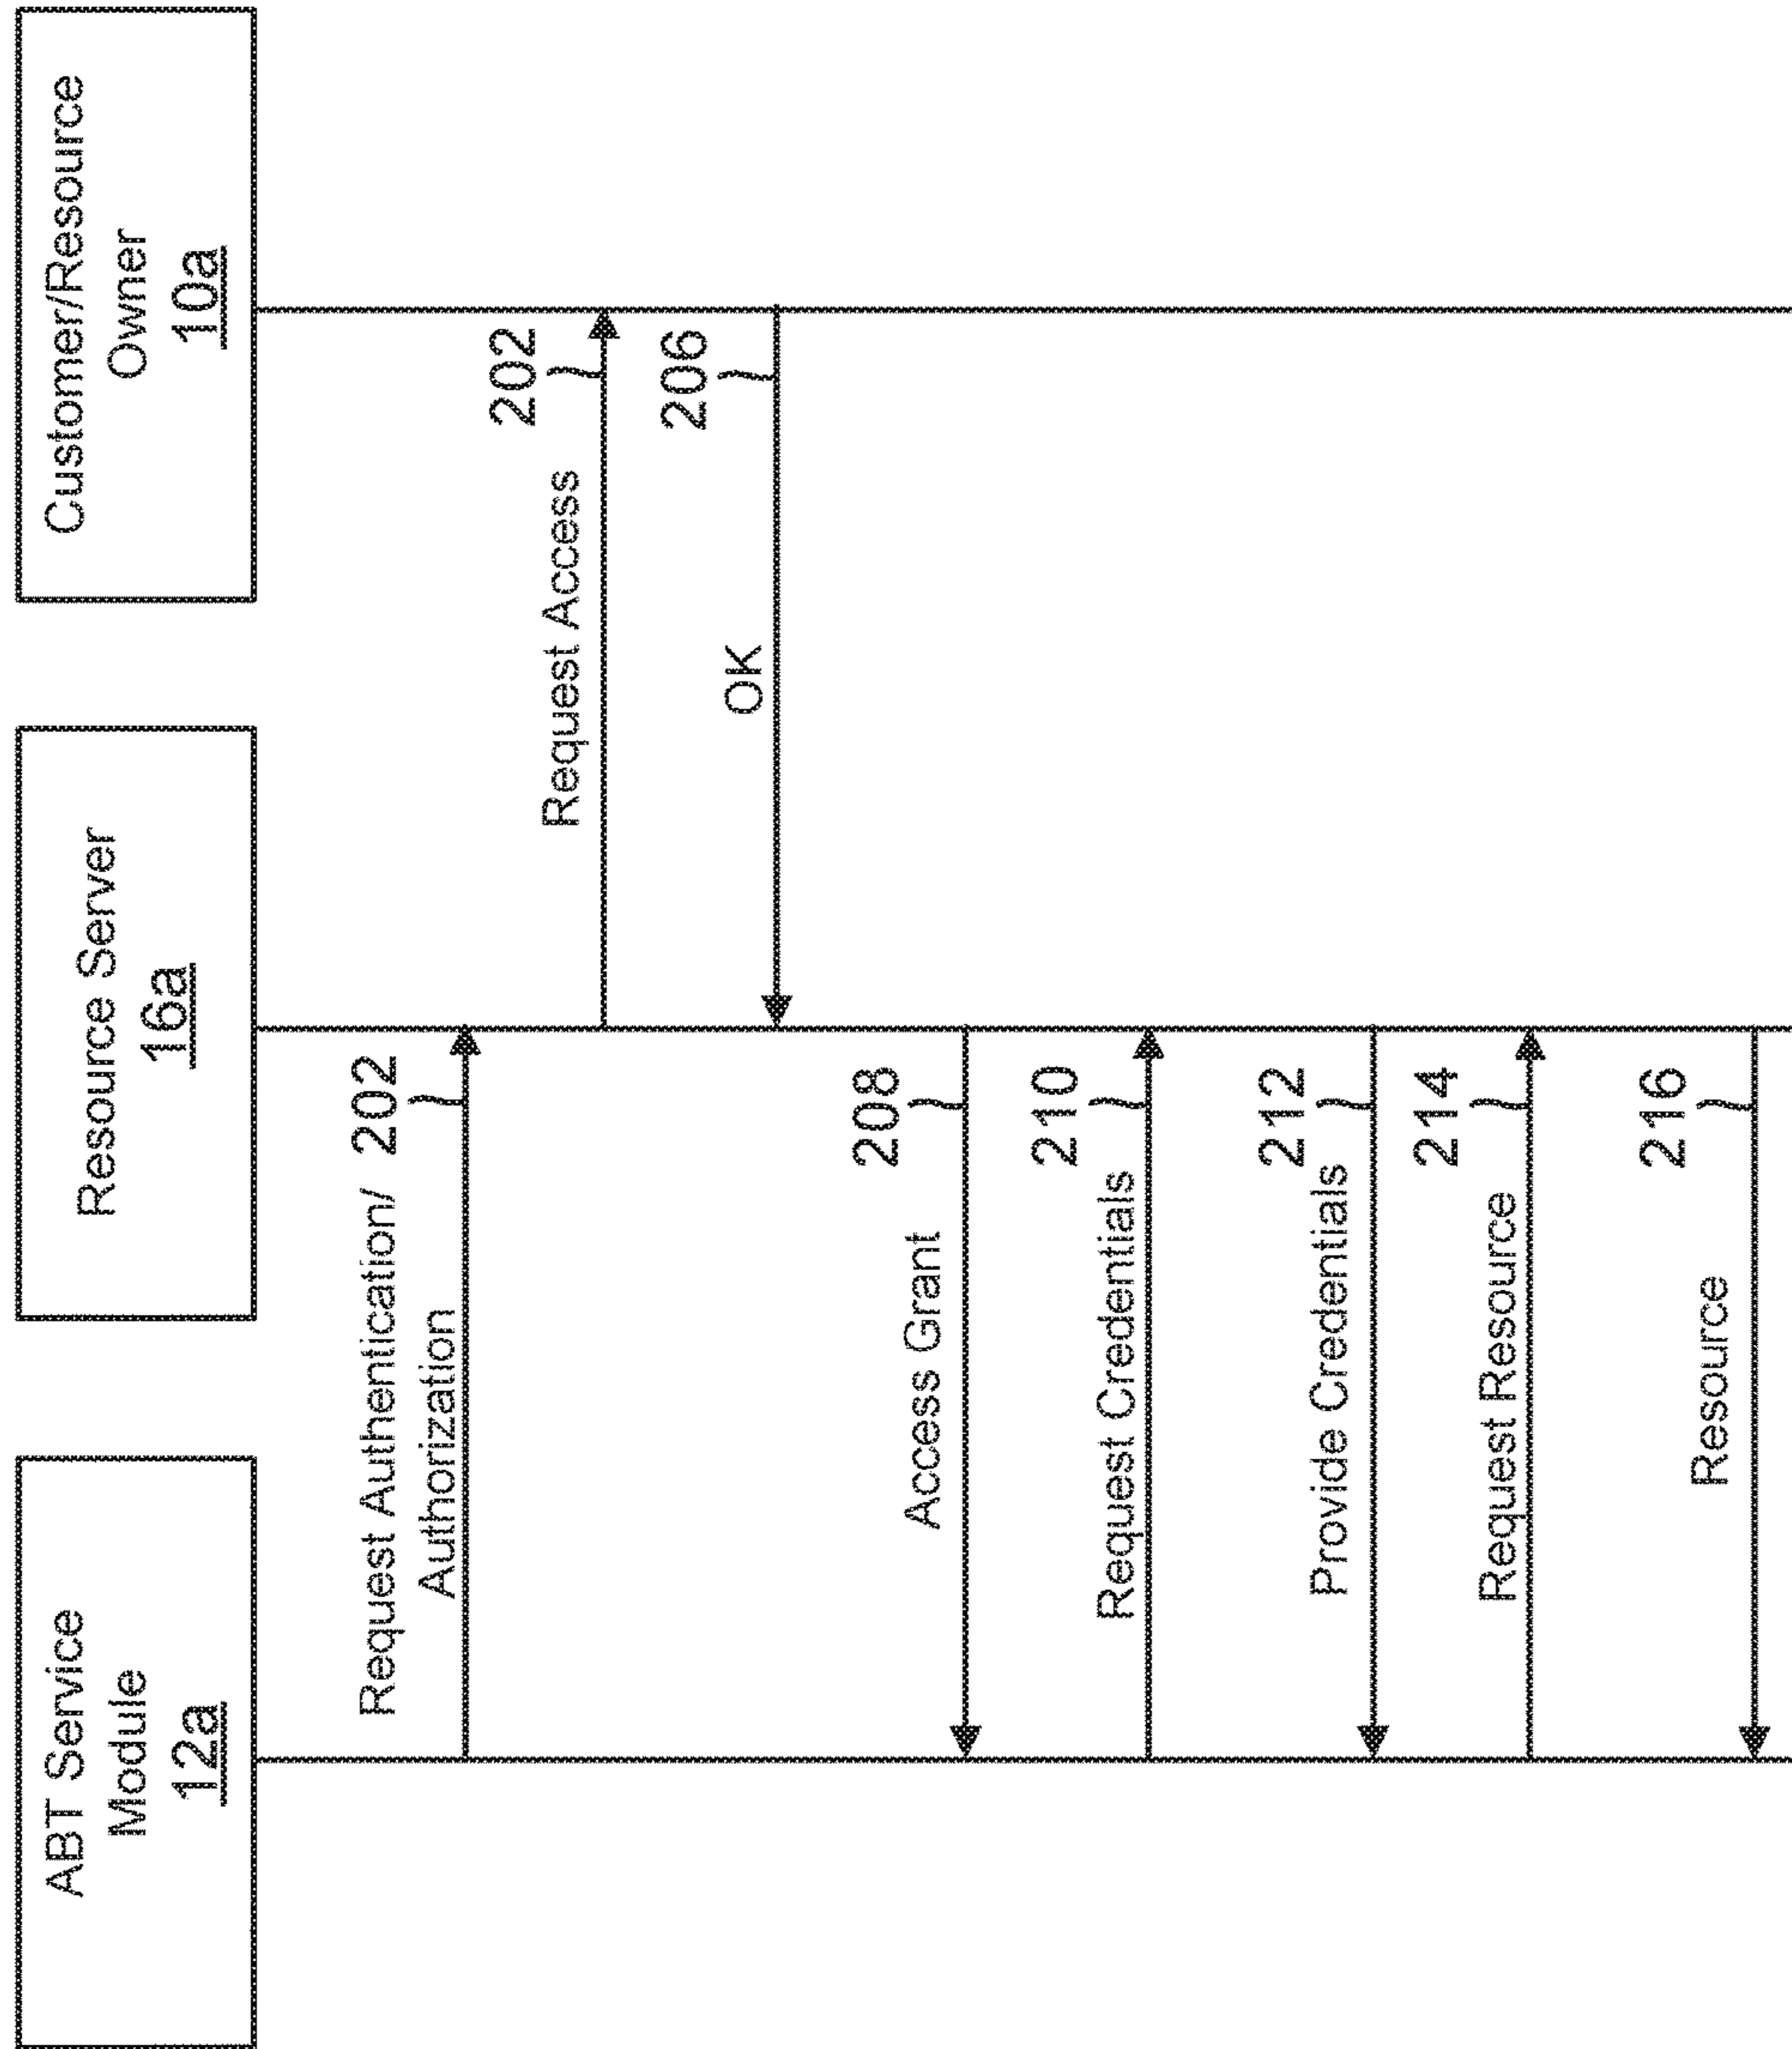 ABT Service
Module
12a
Resource Server
16a
Customer/Resource
Owner
10a
Request Authentication/
Authorization
202
Request Access
202
OK
206
Access Grant
208
Request Credentials
210
Provide Credentials
212
Request Resource
214
Resource
216